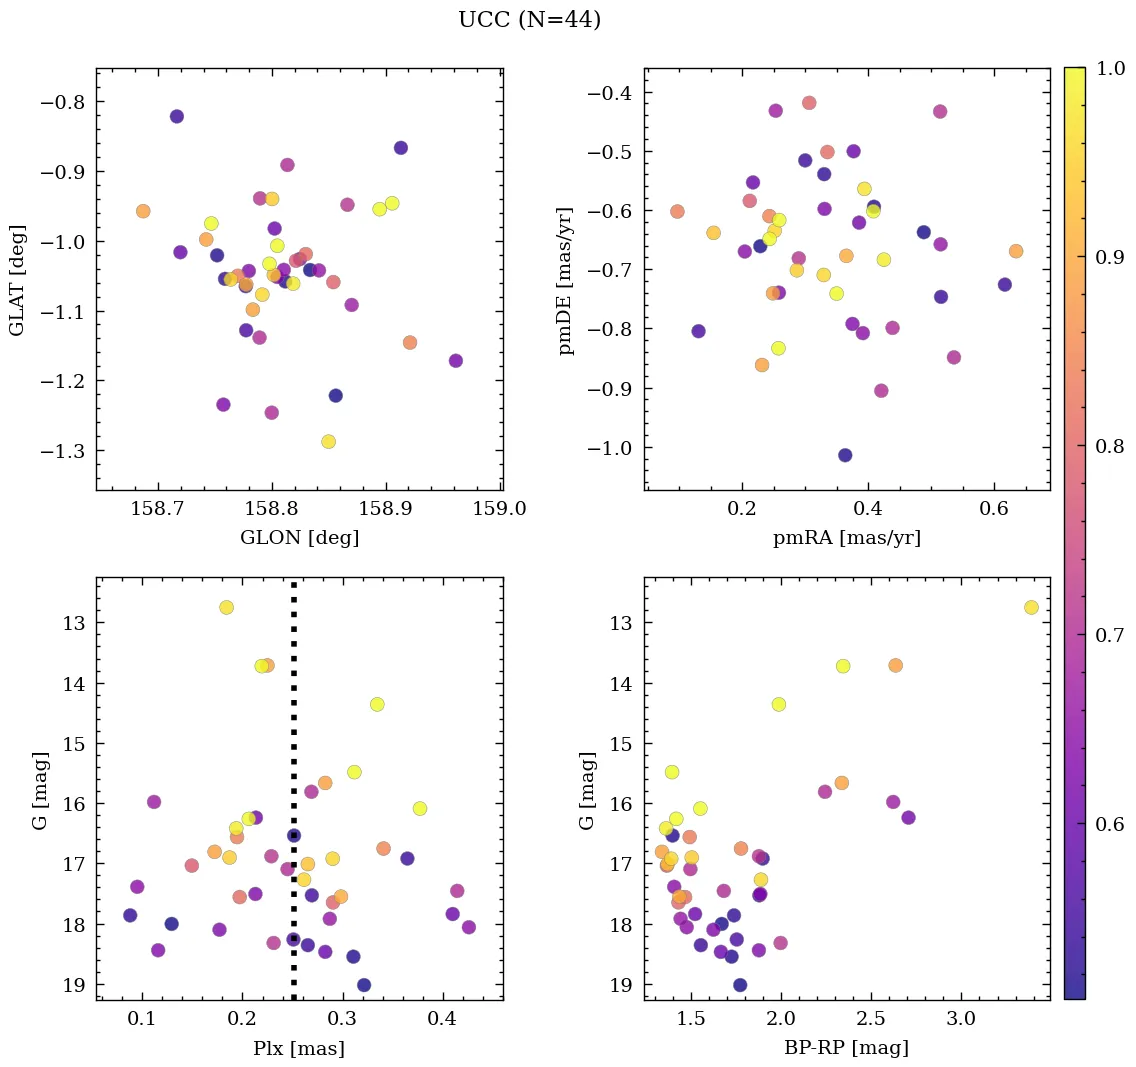 UCC (N=44)
−0.8
−0.9
−1.0
−1.1
−1.2
−1.3
GLAT [deg]
158.7 158.8 158.9 159.0
GLON [deg]
−0.4
−0.5
−0.6
−0.7
−0.8
−0.9
−1.0
pmDE [mas/yr]
0.2 0.4 0.6
pmRA [mas/yr]
1.0
0.9
0.8
0.7
0.6
13
14
15
16
17
18
19
G [mag]
0.1 0.2 0.3 0.4
Plx [mas]
13
14
15
16
17
18
19
G [mag]
1.5 2.0 2.5 3.0
BP-RP [mag]